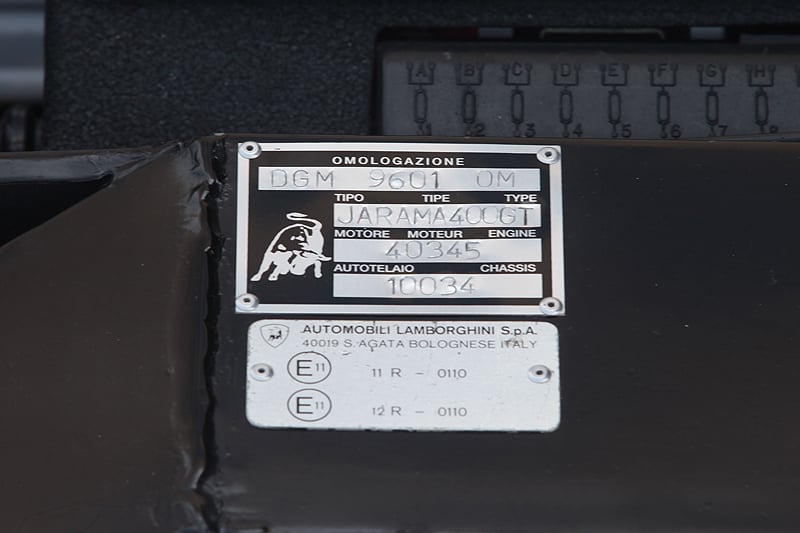 A B C D E F G H
1 2 3 4 5 6 7 8
OMOLOGAZIONE
DGM 9601 OM
TIPO TIPE TYPE
JARAMA400GT
MOTORE MOTEUR ENGINE
40345
AUTOTELAIO CHASSIS
10034
AUTOMOBILI LAMBORGHINI S.p.A.
40019 S. AGATA BOLOGNESE ITALY
E11 11 R - 0110
E11 12 R - 0110